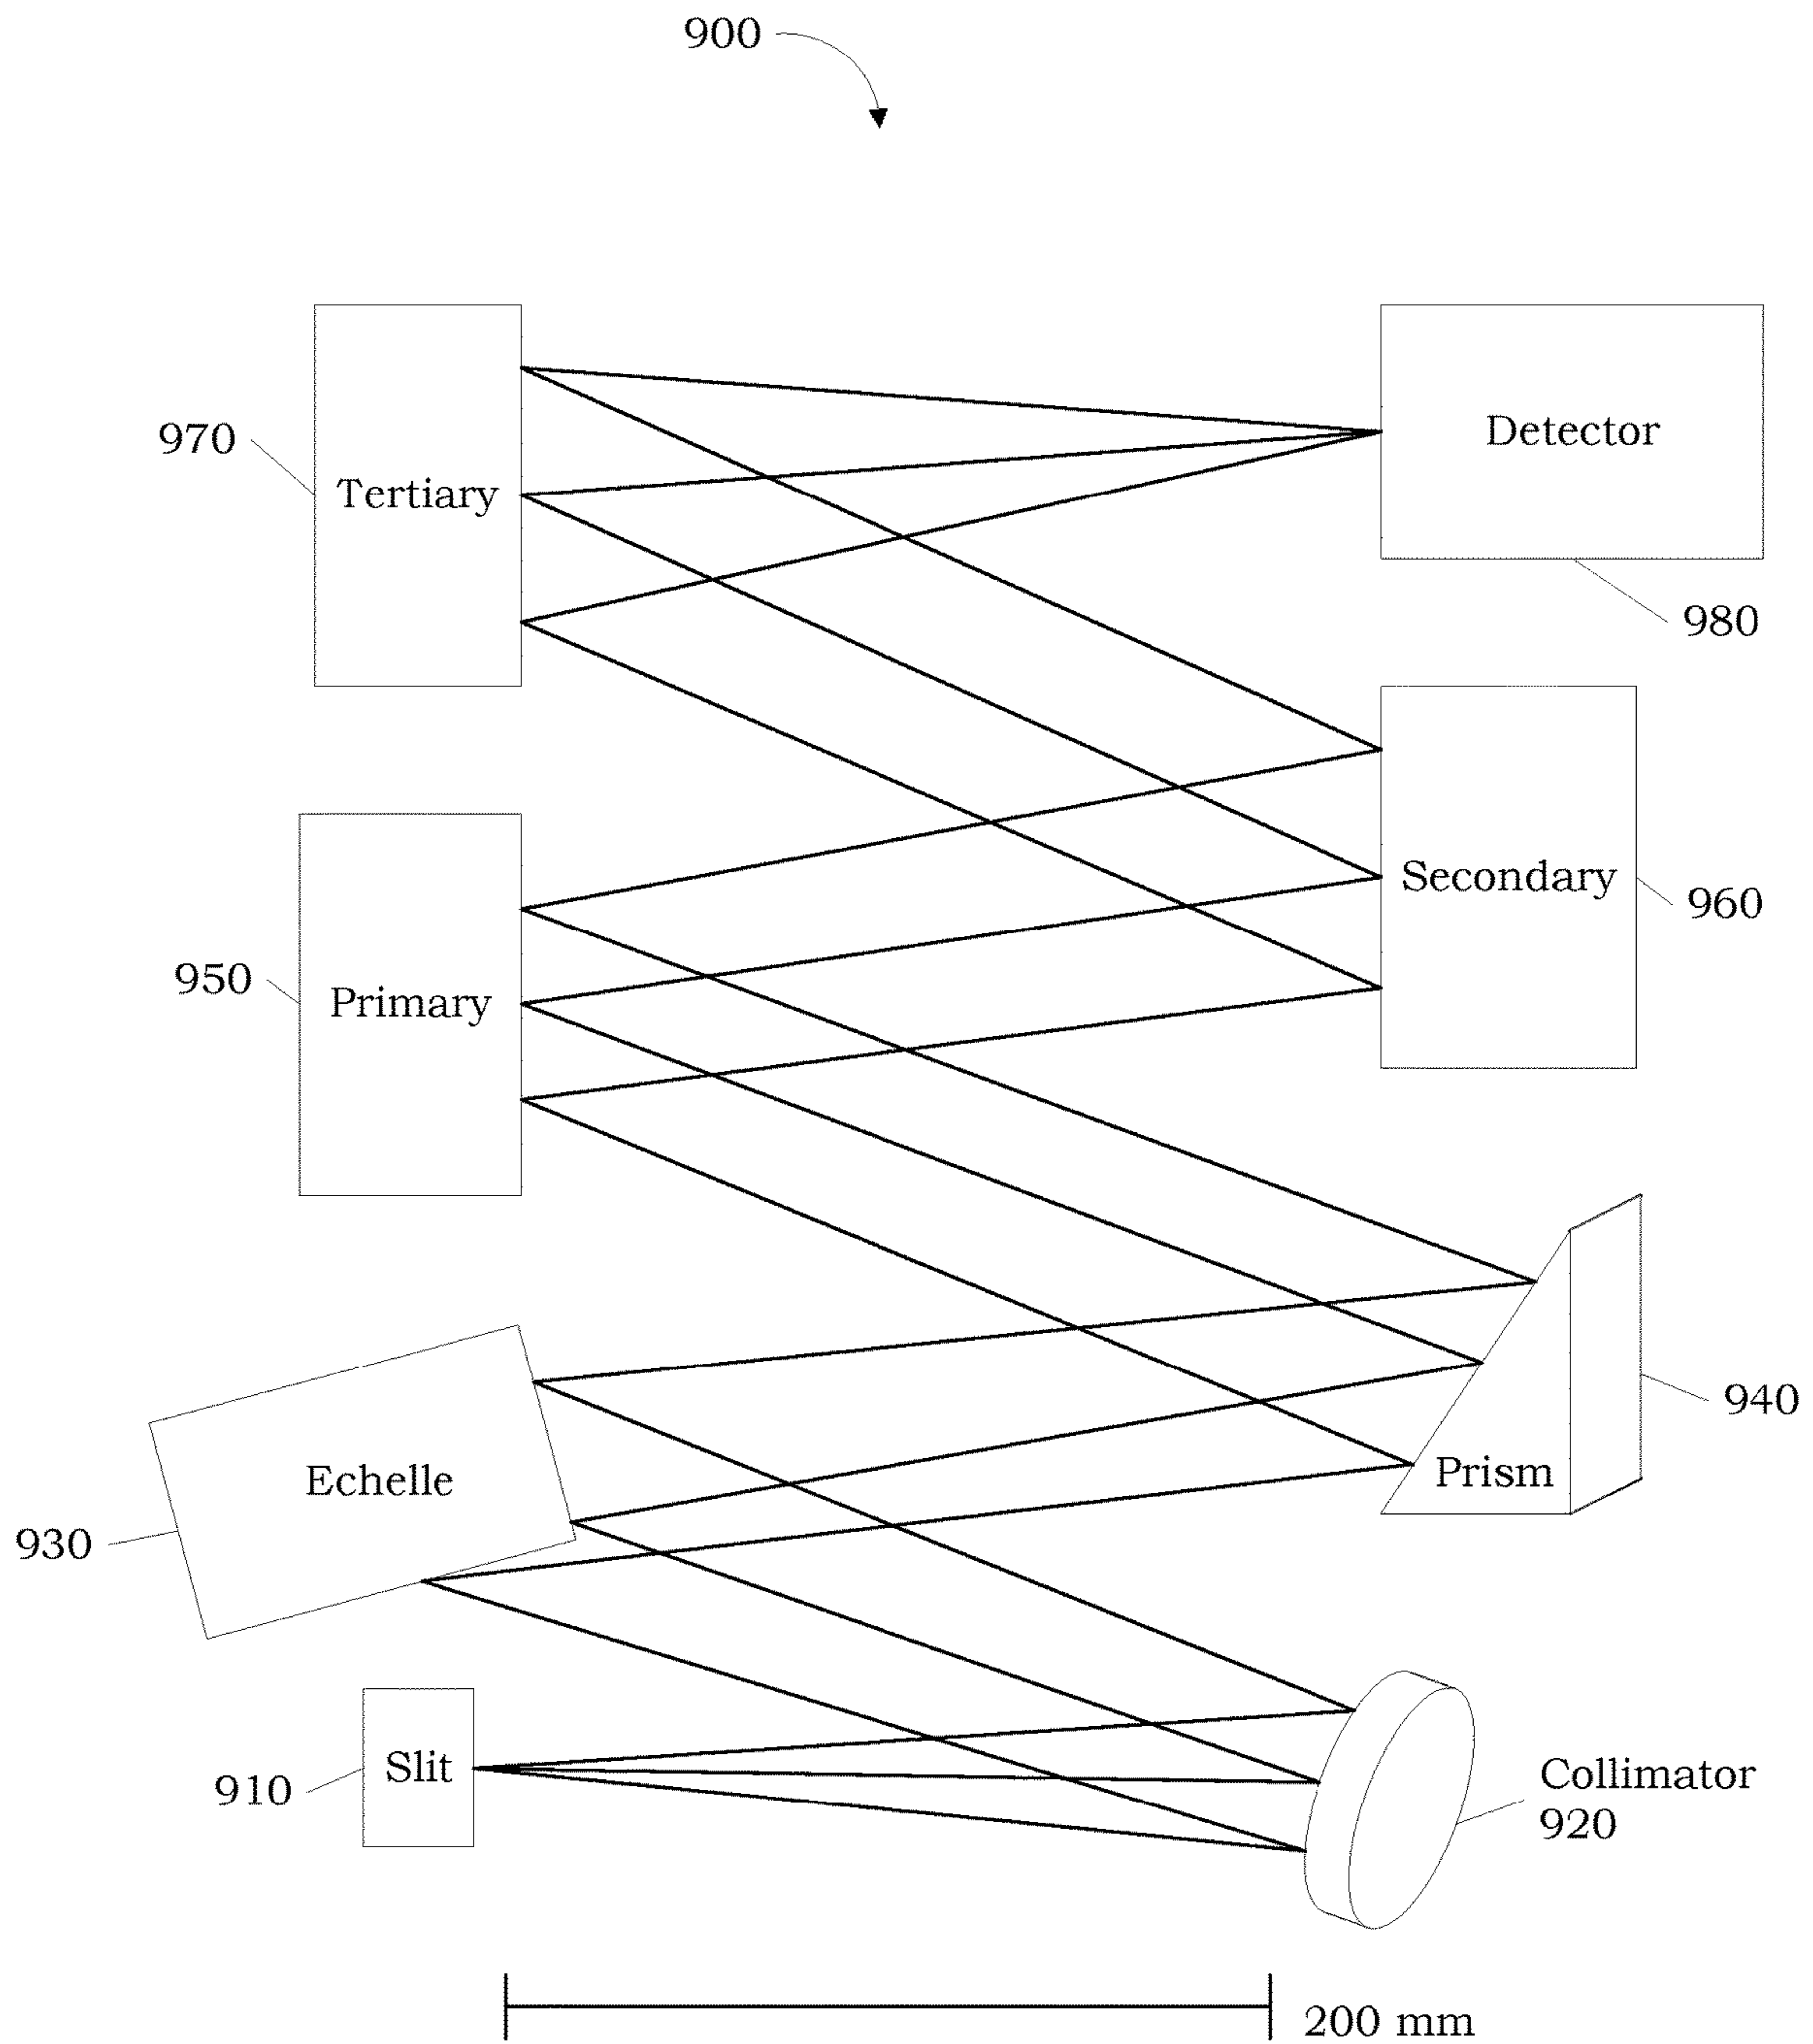 900
970
Tertiary
Detector
980
950
Primary
Secondary
960
930
Echelle
Prism
940
910
Slit
Collimator
920
200 mm